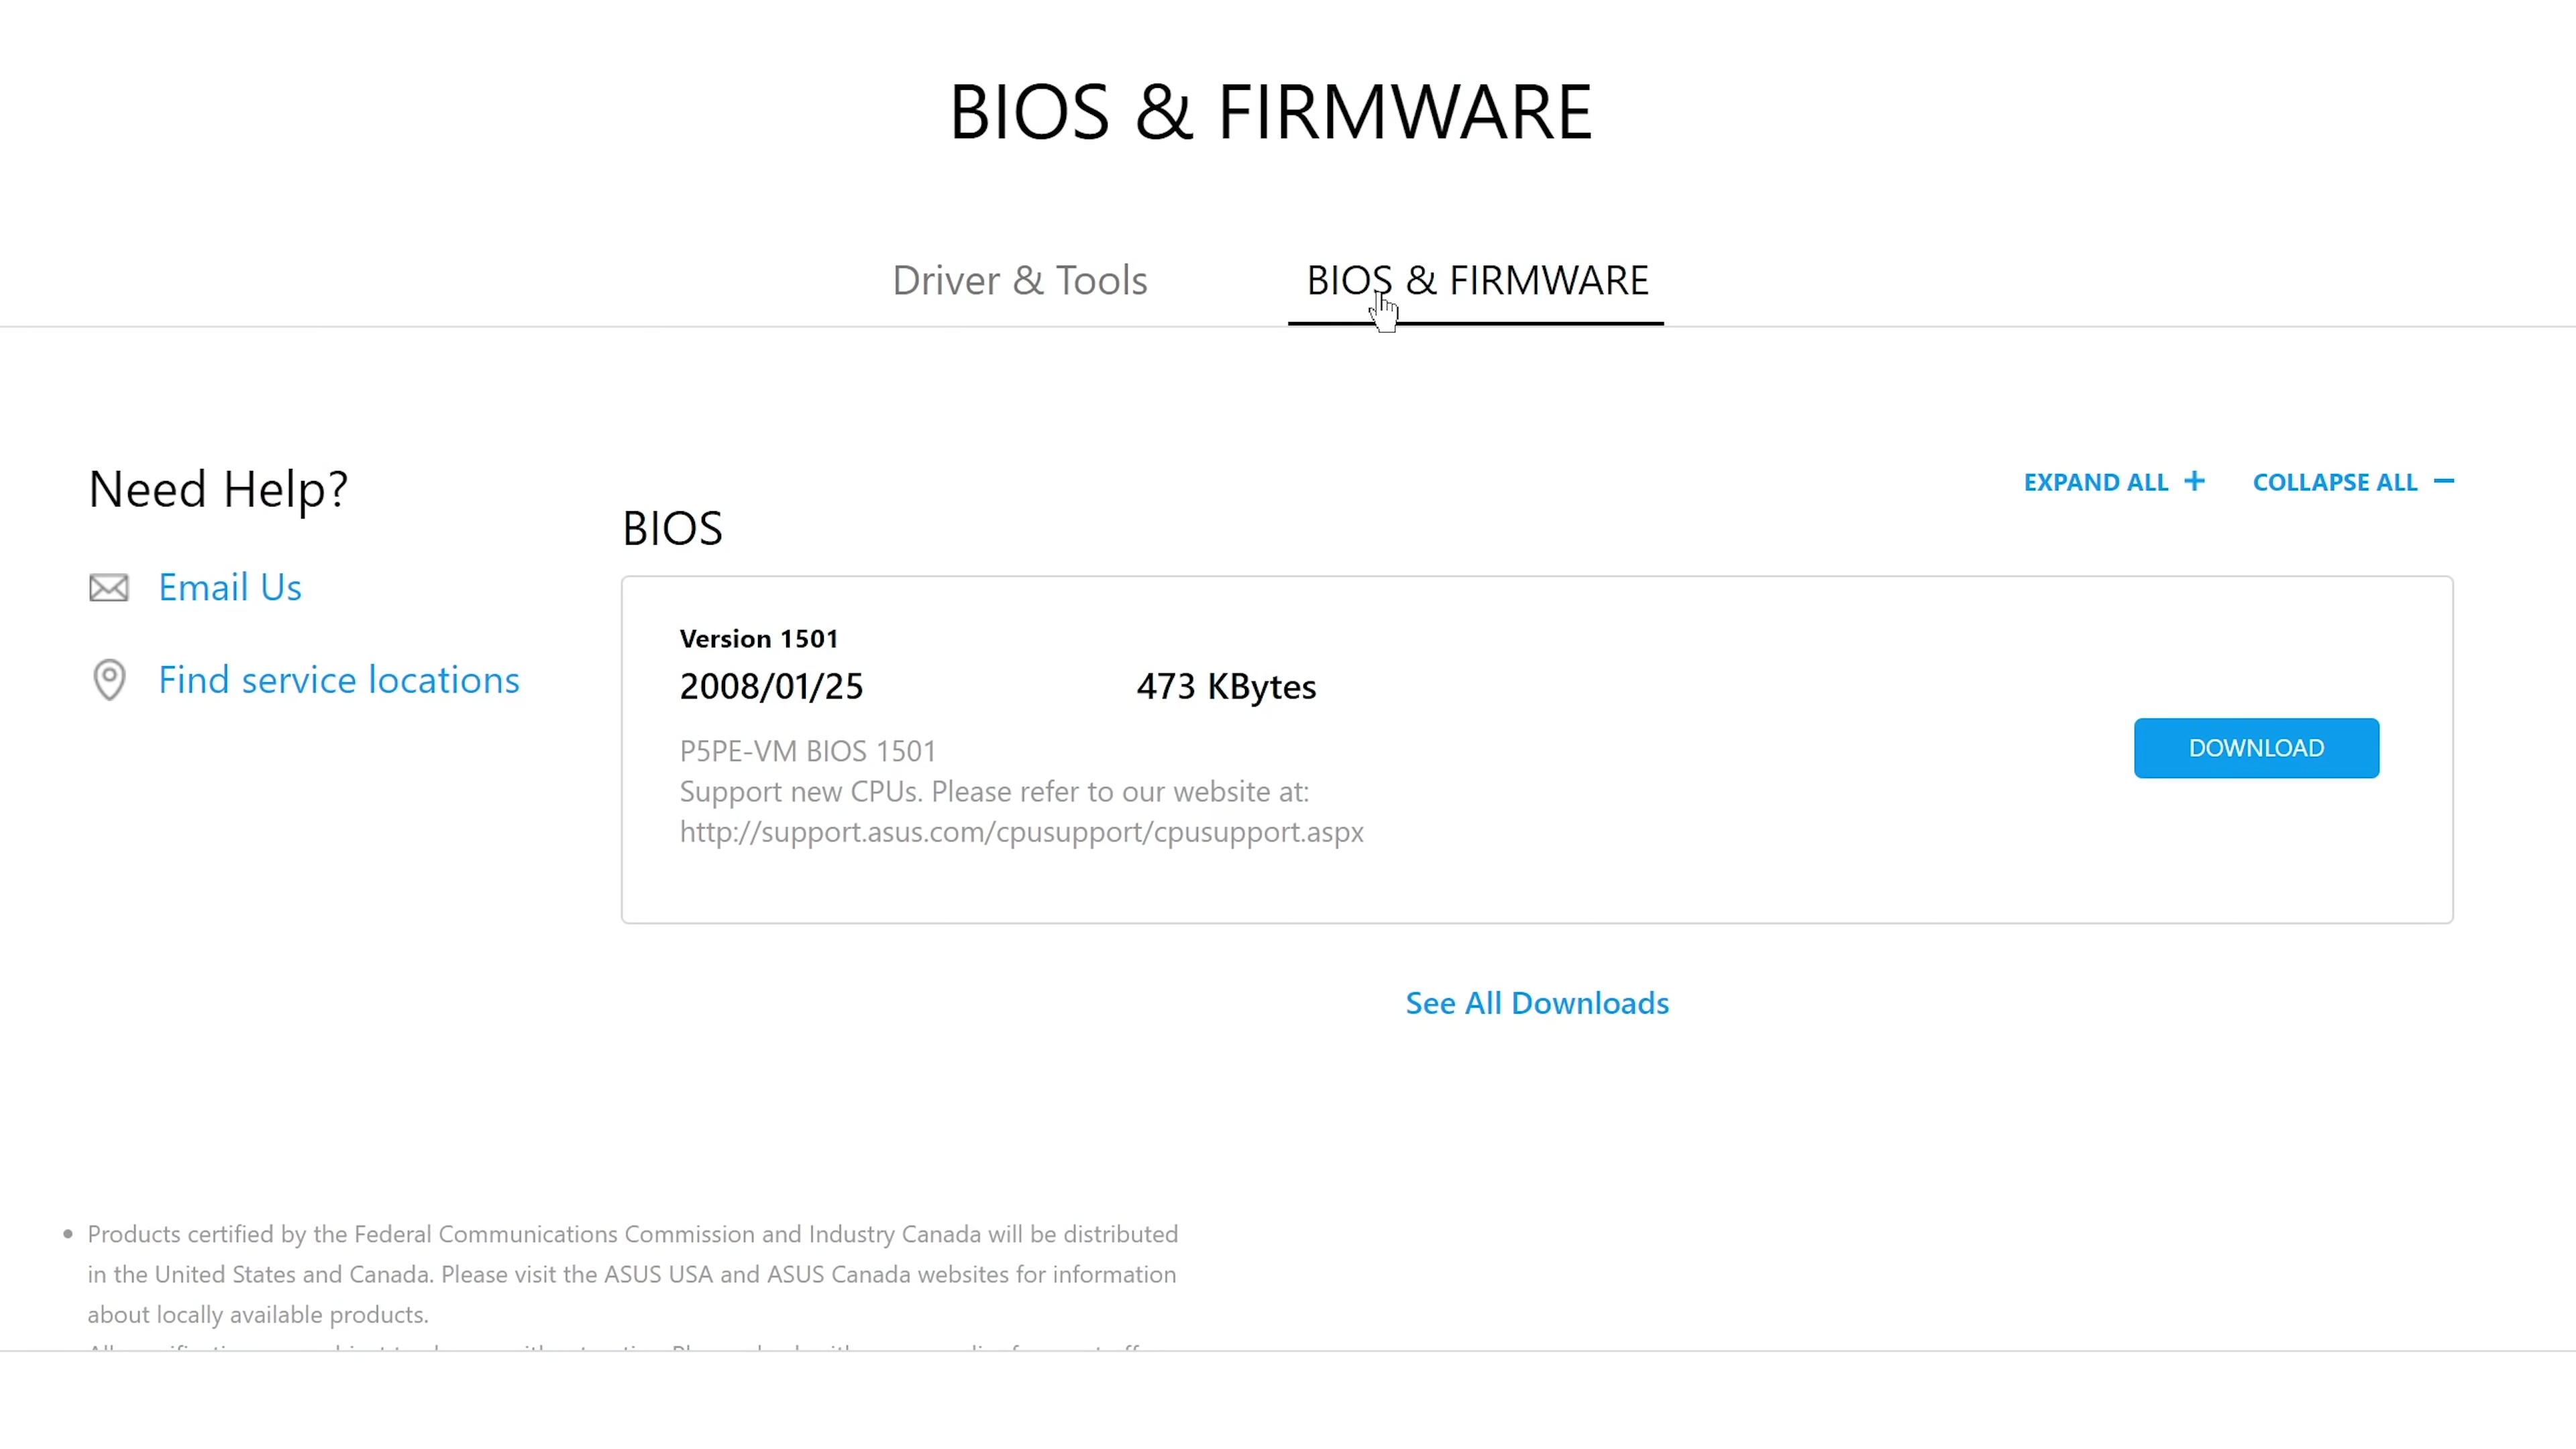 BIOS & FIRMWARE
Driver & Tools
BIOS & FIRMWARE
Need Help?
Email Us
Find service locations
EXPAND ALL +
COLLAPSE ALL −
BIOS
Version 1501
2008/01/25
473 KBytes
P5PE-VM BIOS 1501
Support new CPUs. Please refer to our website at:
http://support.asus.com/cpusupport/cpusupport.aspx
DOWNLOAD
See All Downloads
• Products certified by the Federal Communications Commission and Industry Canada will be distributed
in the United States and Canada. Please visit the ASUS USA and ASUS Canada websites for information
about locally available products.